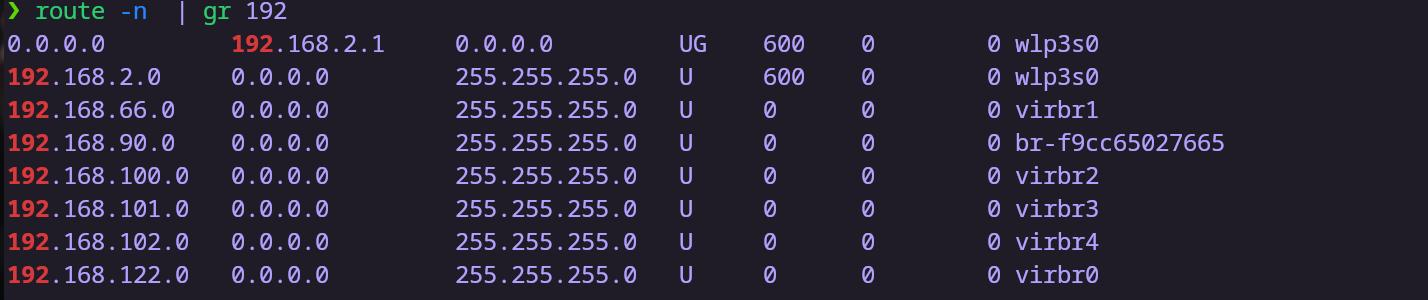 ❯ route -n  | gr 192
0.0.0.0         192.168.2.1     0.0.0.0         UG    600    0        0 wlp3s0
192.168.2.0     0.0.0.0         255.255.255.0   U     600    0        0 wlp3s0
192.168.66.0    0.0.0.0         255.255.255.0   U     0      0        0 virbr1
192.168.90.0    0.0.0.0         255.255.255.0   U     0      0        0 br-f9cc65027665
192.168.100.0   0.0.0.0         255.255.255.0   U     0      0        0 virbr2
192.168.101.0   0.0.0.0         255.255.255.0   U     0      0        0 virbr3
192.168.102.0   0.0.0.0         255.255.255.0   U     0      0        0 virbr4
192.168.122.0   0.0.0.0         255.255.255.0   U     0      0        0 virbr0